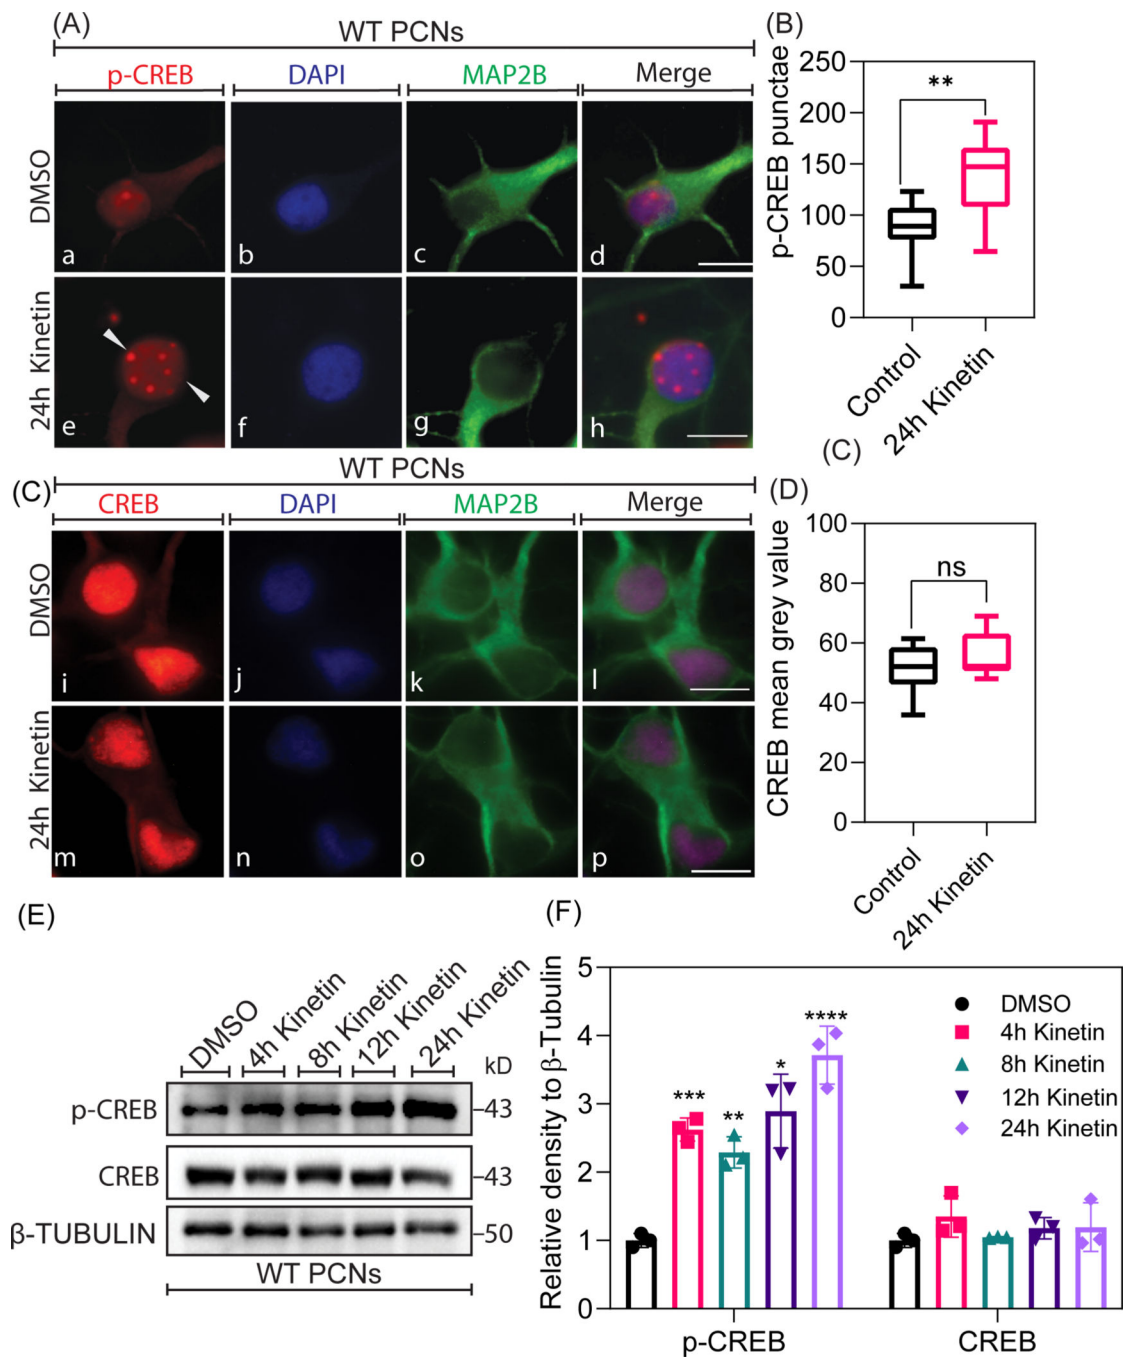 (A)
WT PCNs
p-CREB DAPI MAP2B Merge
DMSO
a b c d
24h Kinetin
e f g h
(B)
p-CREB punctae
250
200
150
100
50
0
**
Control
24h Kinetin
(C)
WT PCNs
(C)
CREB DAPI MAP2B Merge
DMSO
i j k l
24h Kinetin
m n o p
(D)
CREB mean grey value
100
80
60
40
20
0
ns
Control
24h Kinetin
(E)
DMSO
4h Kinetin
8h Kinetin
12h Kinetin
24h Kinetin
kD
p-CREB –43
CREB –43
β-TUBULIN –50
WT PCNs
(F)
Relative density to β-Tubulin
5
4
3
2
1
0
***
**
*
****
DMSO
4h Kinetin
8h Kinetin
12h Kinetin
24h Kinetin
p-CREB CREB